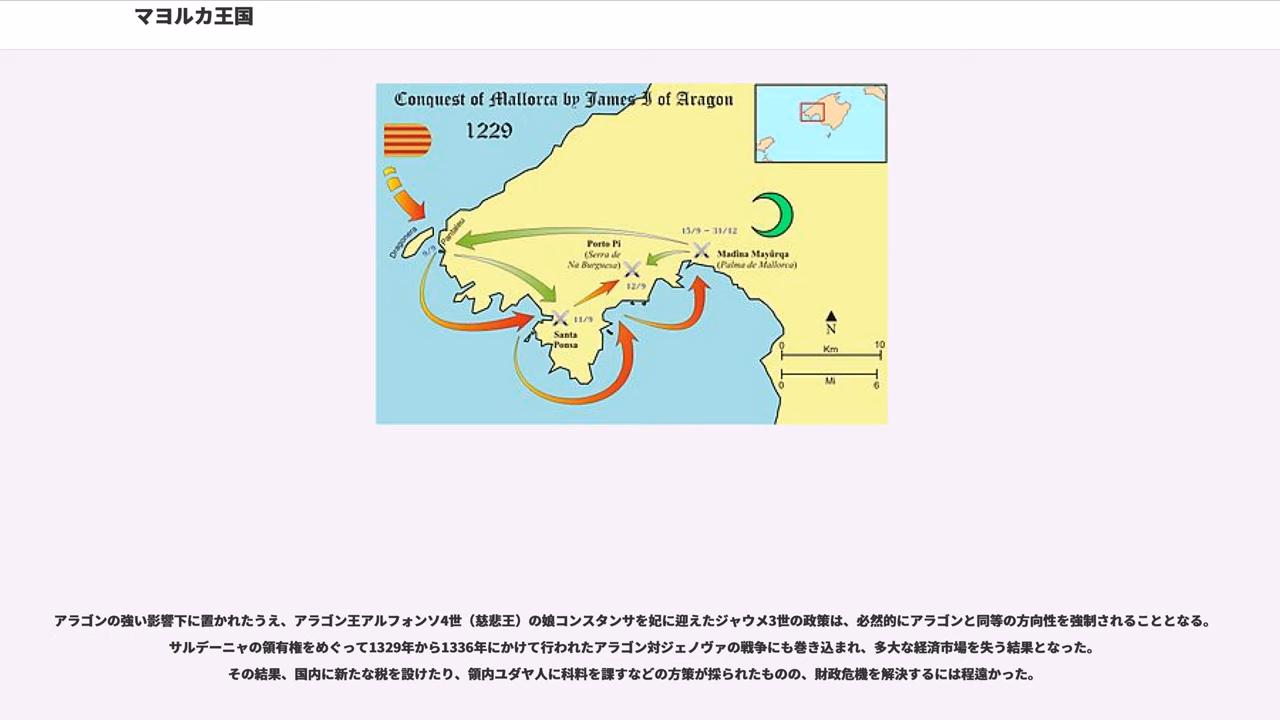 マヨルカ王国
Conquest of Mallorca by James I of Aragon
1229
Dragonera
Pantaleu
9/9
15/9 - 31/12
Porto Pi
(Serra de
Na Burguesa)
12/9
Madîna Mayûrqa
(Palma de Mallorca)
11/9
Santa
Ponsa
N
0 10
Km
Mi
0 6
アラゴンの強い影響下に置かれたうえ、アラゴン王アルフォンソ4世（慈悲王）の娘コンスタンサを妃に迎えたジャウメ3世の政策は、必然的にアラゴンと同等の方向性を強制されることとなる。
サルデーニャの領有権をめぐって1329年から1336年にかけて行われたアラゴン対ジェノヴァの戦争にも巻き込まれ、多大な経済市場を失う結果となった。
その結果、国内に新たな税を設けたり、領内ユダヤ人に科料を課すなどの方策が採られたものの、財政危機を解決するには程遠かった。